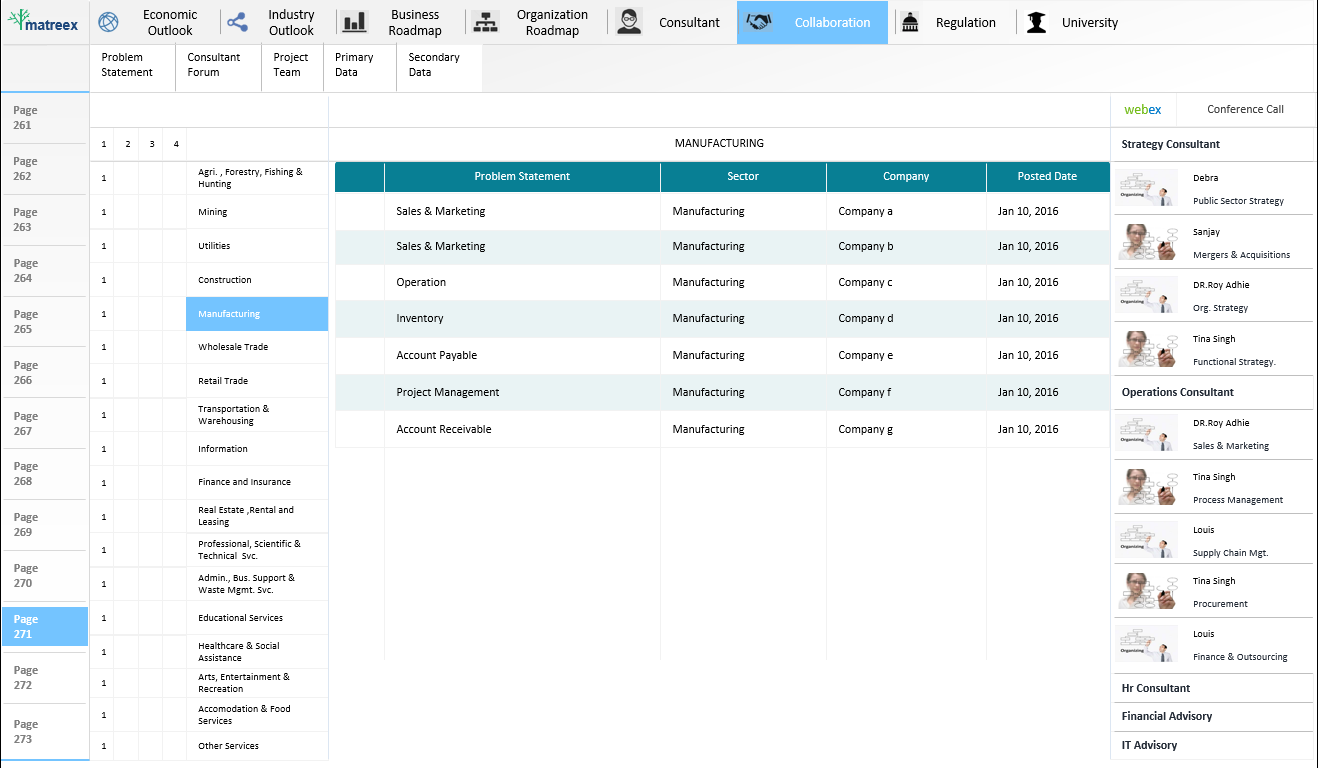 matreex
Economic
Outlook
Industry
Outlook
Business
Roadmap
Organization
Roadmap
Consultant
Collaboration
Regulation
University
Problem
Statement
Consultant
Forum
Project
Team
Primary
Data
Secondary
Data
Page
261
Page
262
Page
263
Page
264
Page
265
Page
266
Page
267
Page
268
Page
269
Page
270
Page
271
Page
272
Page
273
1 2 3 4
1 Agri. , Forestry, Fishing &
Hunting
1 Mining
1 Utilities
1 Construction
1 Manufacturing
1 Wholesale Trade
1 Retail Trade
1 Transportation &
Warehousing
1 Information
1 Finance and Insurance
1 Real Estate ,Rental and
Leasing
1 Professional, Scientific &
Technical Svc.
1 Admin., Bus. Support &
Waste Mgmt. Svc.
1 Educational Services
1 Healthcare & Social
Assistance
1 Arts, Entertainment &
Recreation
1 Accomodation & Food
Services
1 Other Services
MANUFACTURING
Problem Statement Sector Company Posted Date
Sales & Marketing Manufacturing Company a Jan 10, 2016
Sales & Marketing Manufacturing Company b Jan 10, 2016
Operation Manufacturing Company c Jan 10, 2016
Inventory Manufacturing Company d Jan 10, 2016
Account Payable Manufacturing Company e Jan 10, 2016
Project Management Manufacturing Company f Jan 10, 2016
Account Receivable Manufacturing Company g Jan 10, 2016
webex Conference Call
Strategy Consultant
Organizing
Debra
Public Sector Strategy
Sanjay
Mergers & Acquisitions
Organizing
DR.Roy Adhie
Org. Strategy
Tina Singh
Functional Strategy.
Operations Consultant
Organizing
DR.Roy Adhie
Sales & Marketing
Tina Singh
Process Management
Organizing
Louis
Supply Chain Mgt.
Tina Singh
Procurement
Organizing
Louis
Finance & Outsourcing
Hr Consultant
Financial Advisory
IT Advisory